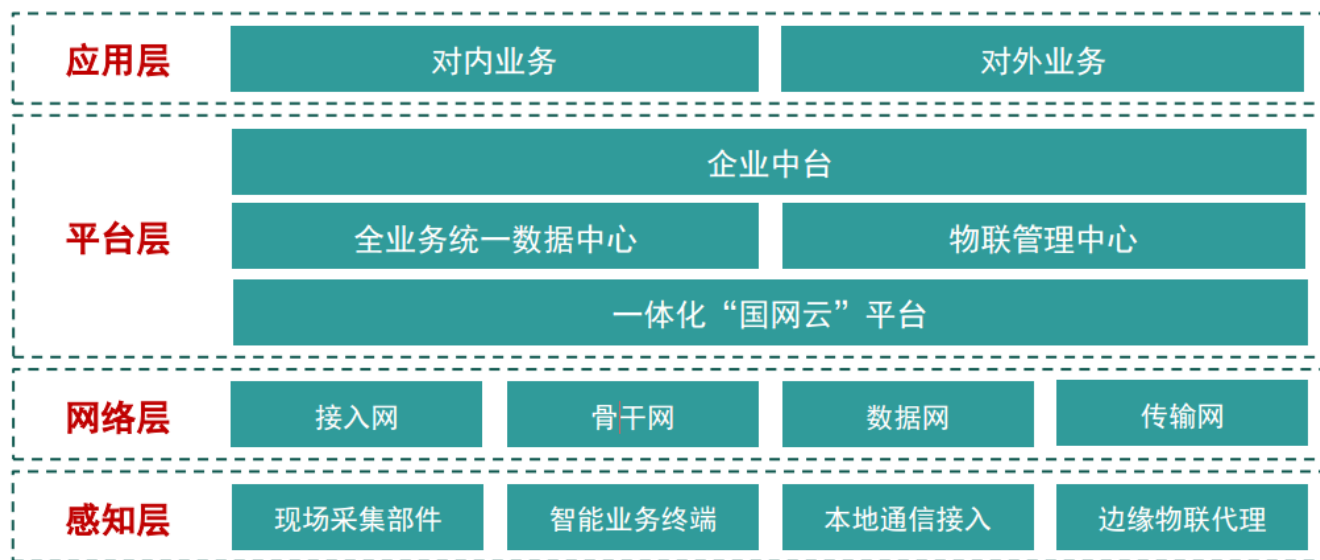 应用层
对内业务
对外业务
平台层
企业中台
全业务统一数据中心
物联管理中心
一体化“国网云”平台
网络层
接入网
骨干网
数据网
传输网
感知层
现场采集部件
智能业务终端
本地通信接入
边缘物联代理